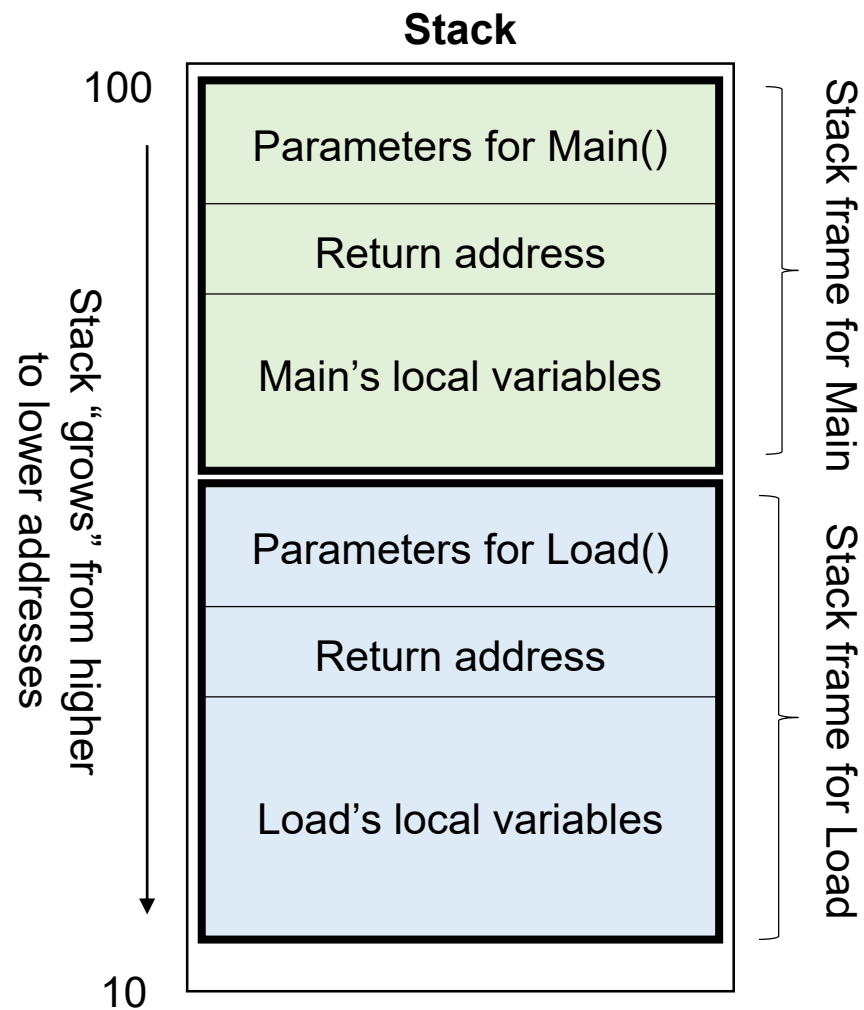 Stack
100
Parameters for Main()
Return address
Main’s local variables
Stack frame for Main
Stack “grows” from higher
to lower addresses
Parameters for Load()
Return address
Load’s local variables
Stack frame for Load
10